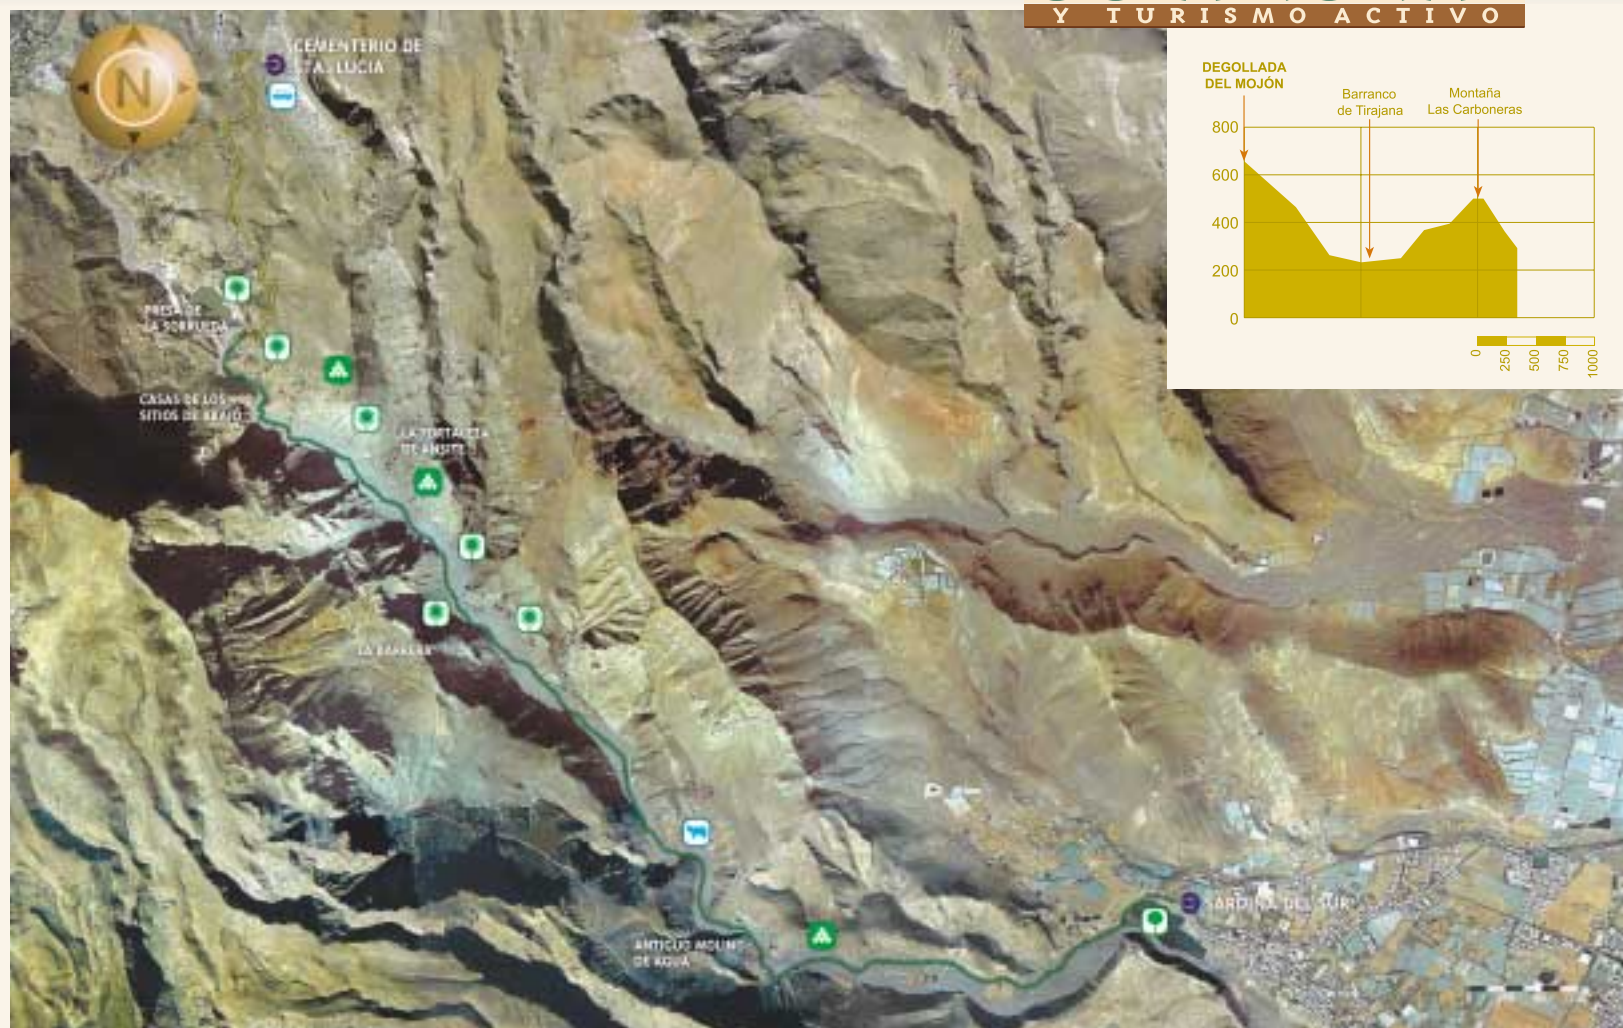 Y TURISMO ACTIVO
N
CEMENTERIO DE
STA. LUCIA
PRESA DE
LA SORRUEDA
CASAS DE LOS
SITIOS DE ABAJO
LA FORTALEZA
DE ANSITE
LA BARRERA
ANTIGUO MOLINO
DE AGUA
SARDINA DEL SUR
DEGOLLADA
DEL MOJÓN
Barranco
de Tirajana
Montaña
Las Carboneras
800
600
400
200
0
0
250
500
750
1000